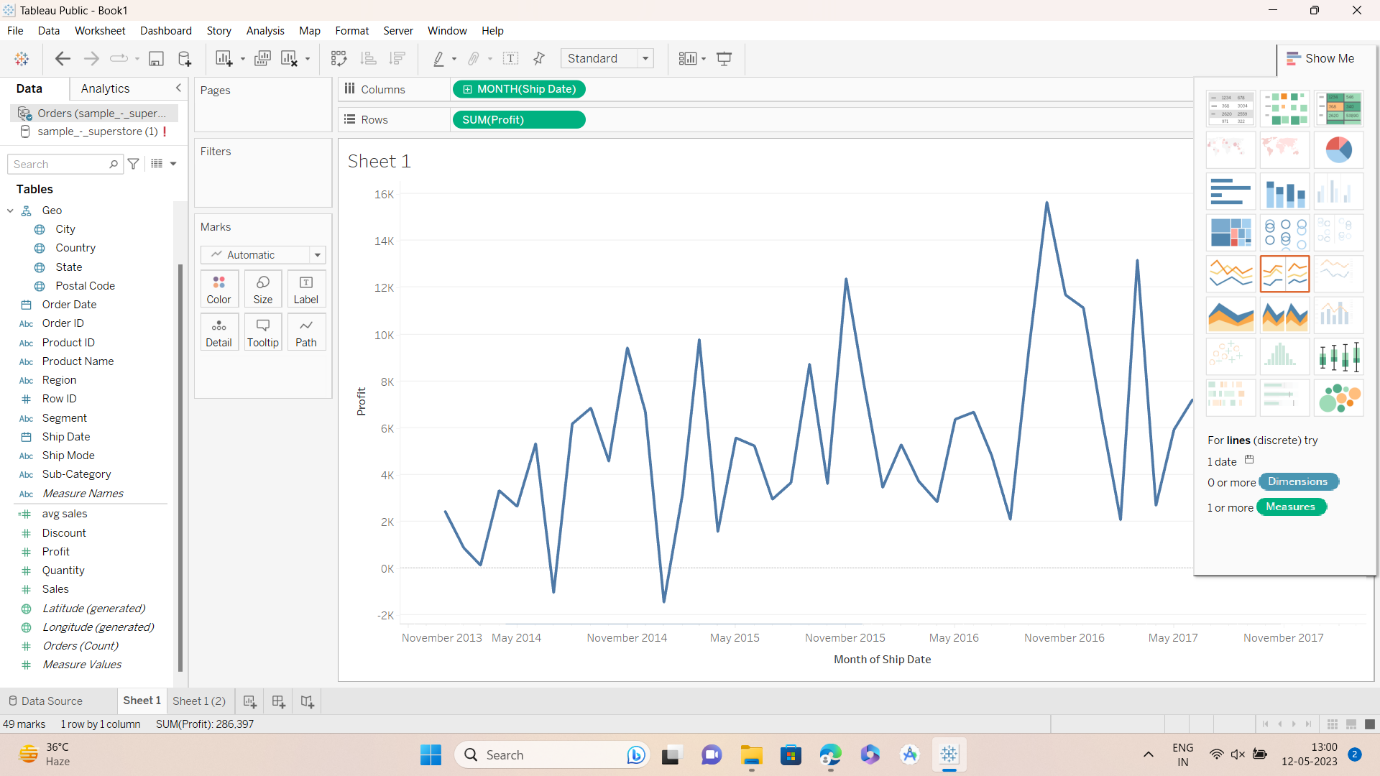 Tableau Public - Book1
File Data Worksheet Dashboard Story Analysis Map Format Server Window Help
Standard
Show Me
Data Analytics
Orders (sample_-_super...
sample_-_superstore (1) !
Search
Tables
Geo
City
Country
State
Postal Code
Order Date
Abc Order ID
Abc Product ID
Abc Product Name
Abc Region
# Row ID
Abc Segment
Ship Date
Abc Ship Mode
Abc Sub-Category
Abc Measure Names
=# avg sales
# Discount
# Profit
# Quantity
# Sales
Latitude (generated)
Longitude (generated)
# Orders (Count)
# Measure Values
Pages
Filters
Marks
Automatic
Color Size Label
Detail Tooltip Path
Columns MONTH(Ship Date)
Rows SUM(Profit)
Sheet 1
16K
14K
12K
10K
8K
6K
4K
2K
0K
-2K
Profit
November 2013 May 2014 November 2014 May 2015 November 2015 May 2016 November 2016 May 2017 November 2017
Month of Ship Date
For lines (discrete) try
1 date
0 or more Dimensions
1 or more Measures
Data Source Sheet 1 Sheet 1 (2)
49 marks 1 row by 1 column SUM(Profit): 286,397
36°C
Haze
Search
ENG
IN
13:00
12-05-2023
2